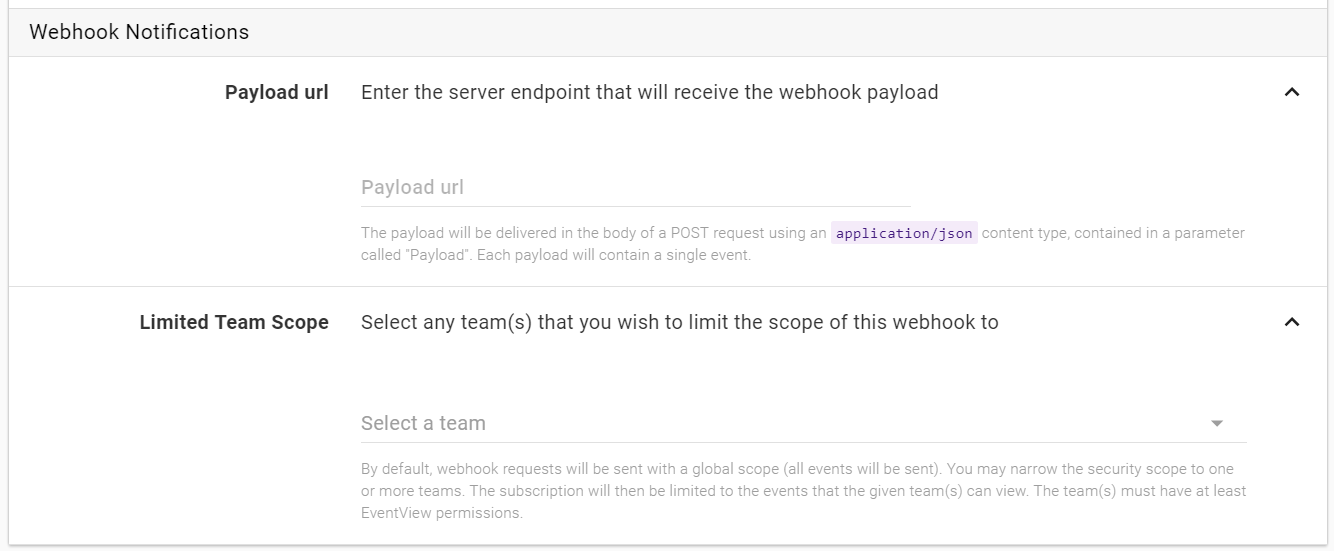 Webhook Notifications
Payload url
Enter the server endpoint that will receive the webhook payload
Payload url
The payload will be delivered in the body of a POST request using an application/json content type, contained in a parameter
called "Payload". Each payload will contain a single event.
Limited Team Scope
Select any team(s) that you wish to limit the scope of this webhook to
Select a team
By default, webhook requests will be sent with a global scope (all events will be sent). You may narrow the security scope to one
or more teams. The subscription will then be limited to the events that the given team(s) can view. The team(s) must have at least
EventView permissions.